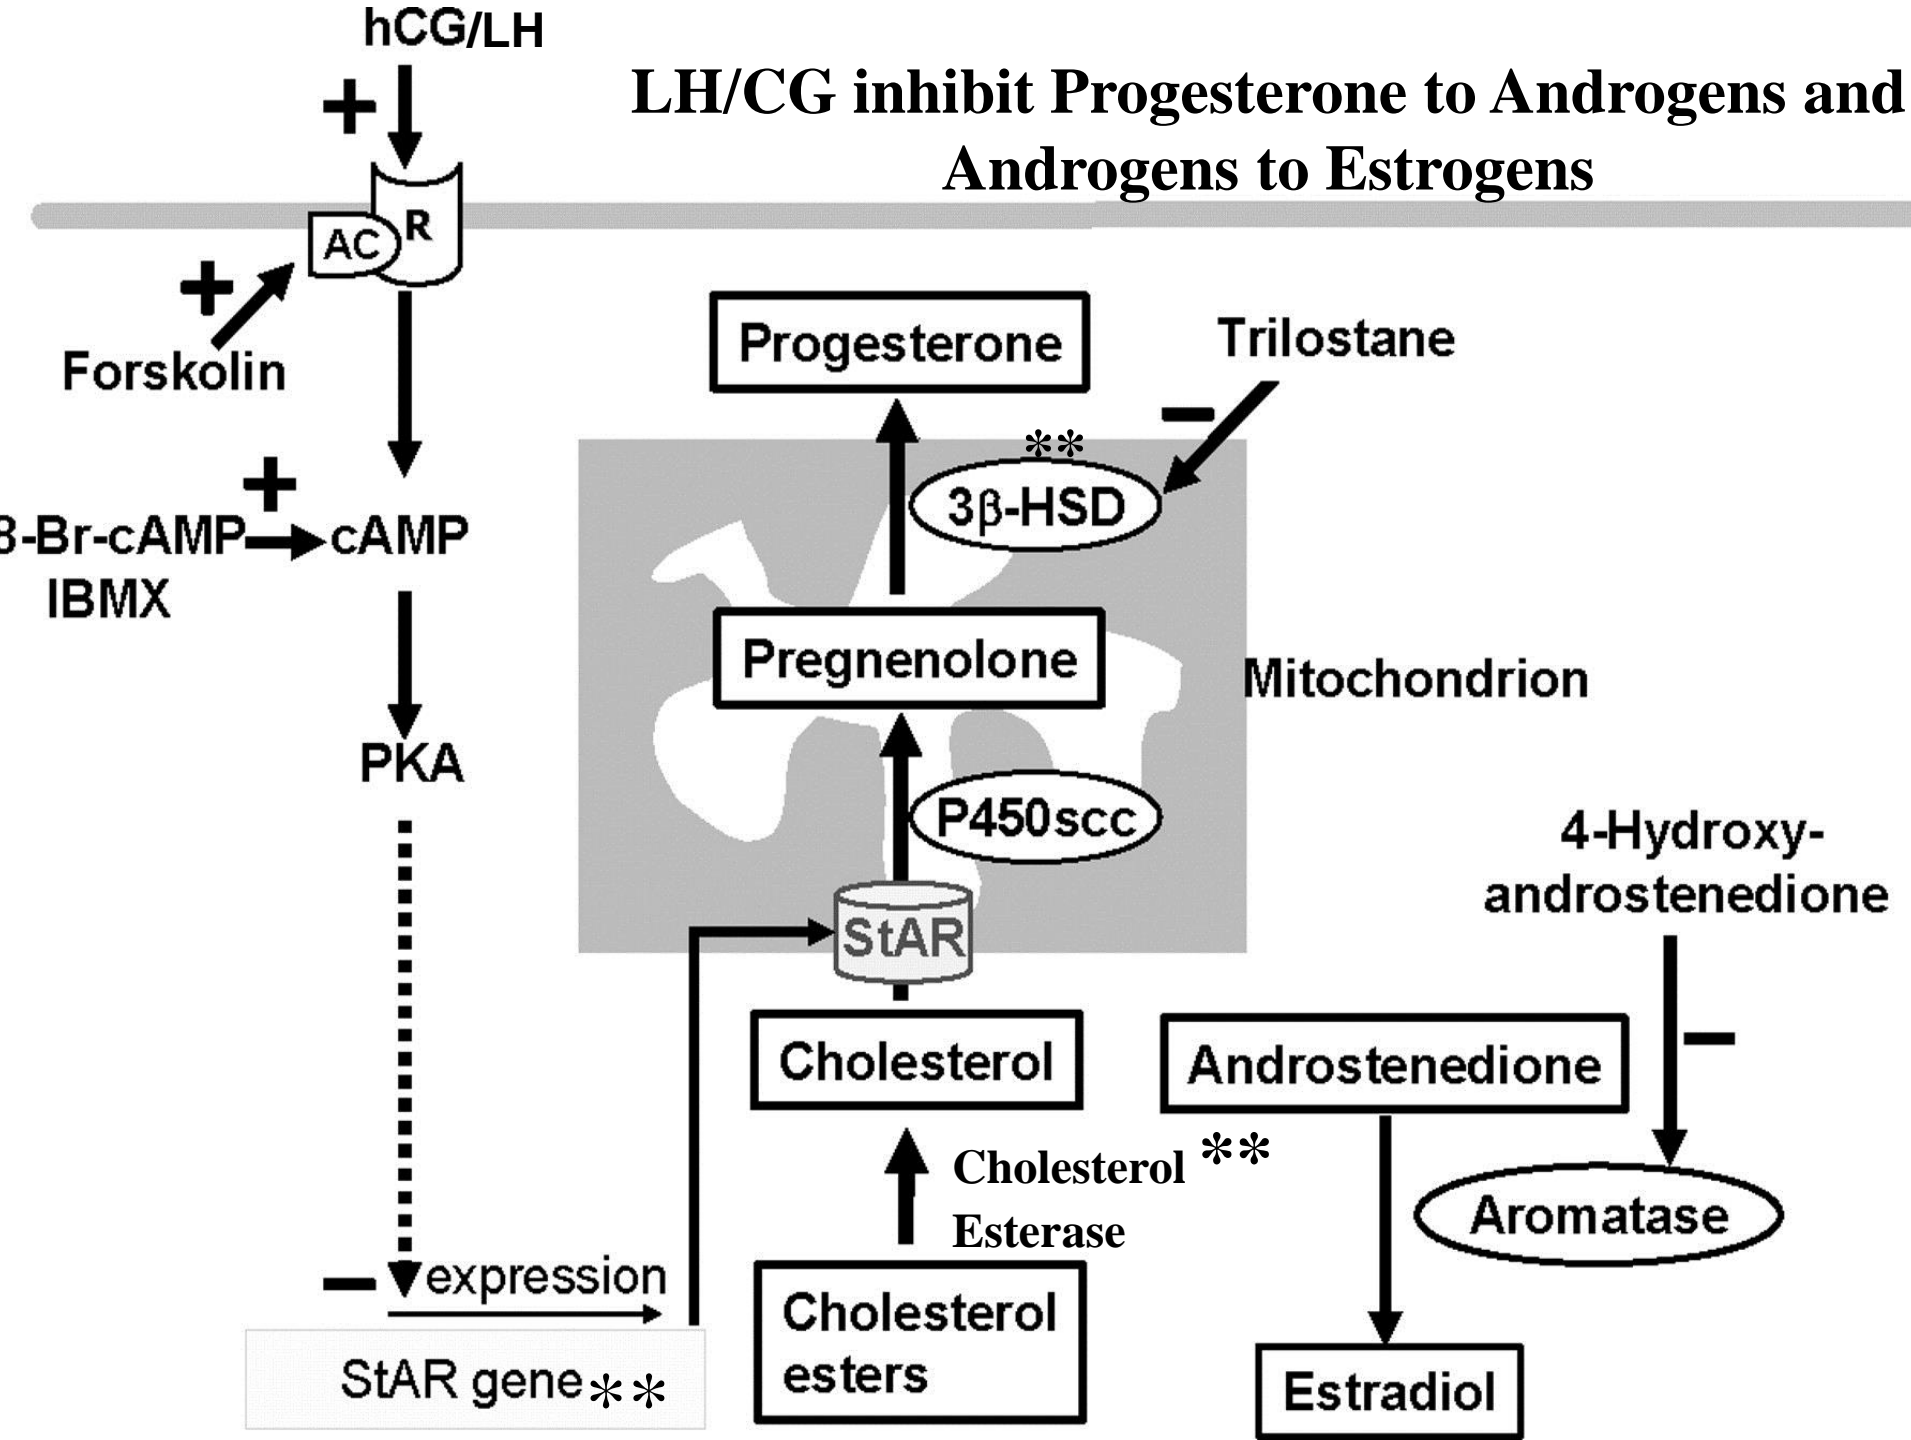 hCG/LH
LH/CG inhibit Progesterone to Androgens and
Androgens to Estrogens
+
R
AC
+
Forskolin
Progesterone
Trilostane
−
**
3β-HSD
+
8-Br-cAMP
cAMP
IBMX
Pregnenolone
Mitochondrion
PKA
P450scc
4-Hydroxy-
androstenedione
StAR
Cholesterol
Androstenedione
−
Cholesterol **
Esterase
Aromatase
− expression
Cholesterol
esters
StAR gene**
Estradiol